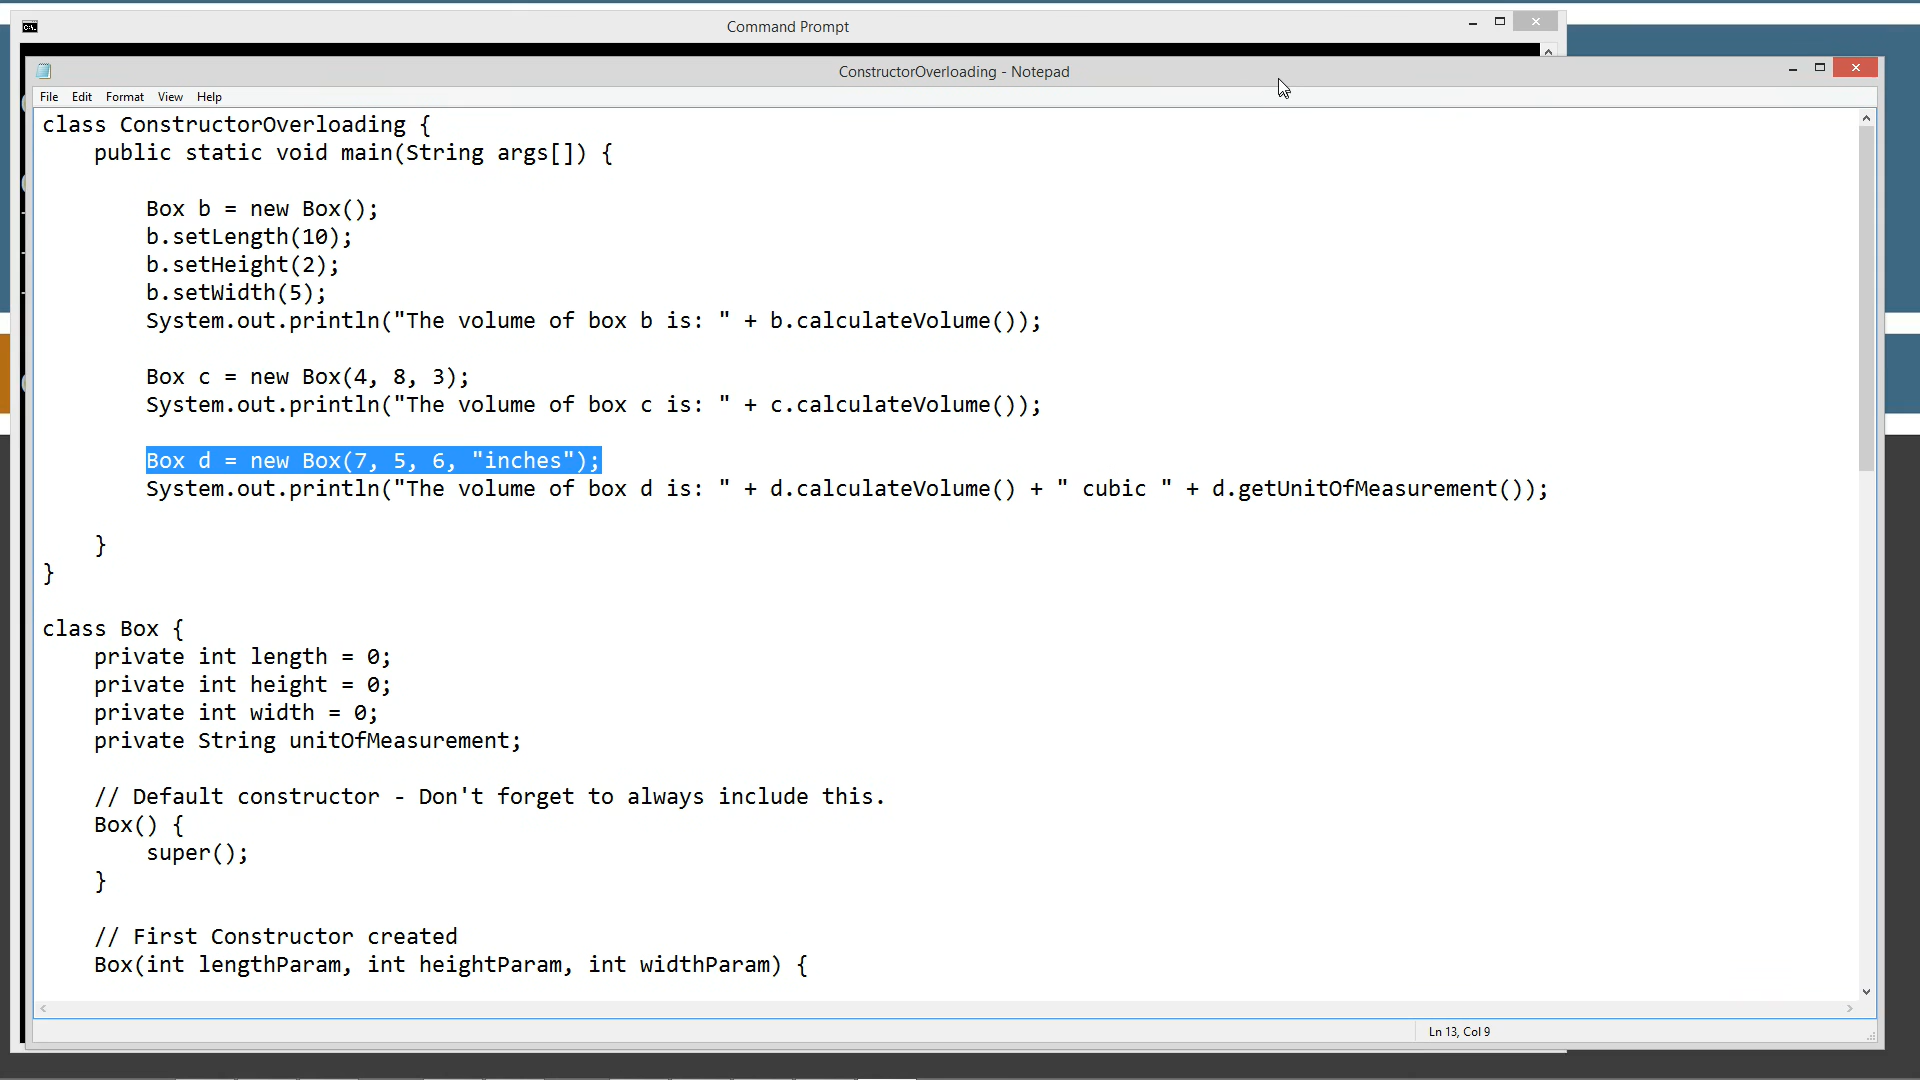 Command Prompt
ConstructorOverloading - Notepad
File Edit Format View Help
class ConstructorOverloading {
    public static void main(String args[]) {
        Box b = new Box();
        b.setLength(10);
        b.setHeight(2);
        b.setWidth(5);
        System.out.println("The volume of box b is: " + b.calculateVolume());
        Box c = new Box(4, 8, 3);
        System.out.println("The volume of box c is: " + c.calculateVolume());
        Box d = new Box(7, 5, 6, "inches");
        System.out.println("The volume of box d is: " + d.calculateVolume() + " cubic " + d.getUnitOfMeasurement());
    }
}
class Box {
    private int length = 0;
    private int height = 0;
    private int width = 0;
    private String unitOfMeasurement;
    // Default constructor - Don't forget to always include this.
    Box() {
        super();
    }
    // First Constructor created
    Box(int lengthParam, int heightParam, int widthParam) {
Ln 13, Col 9